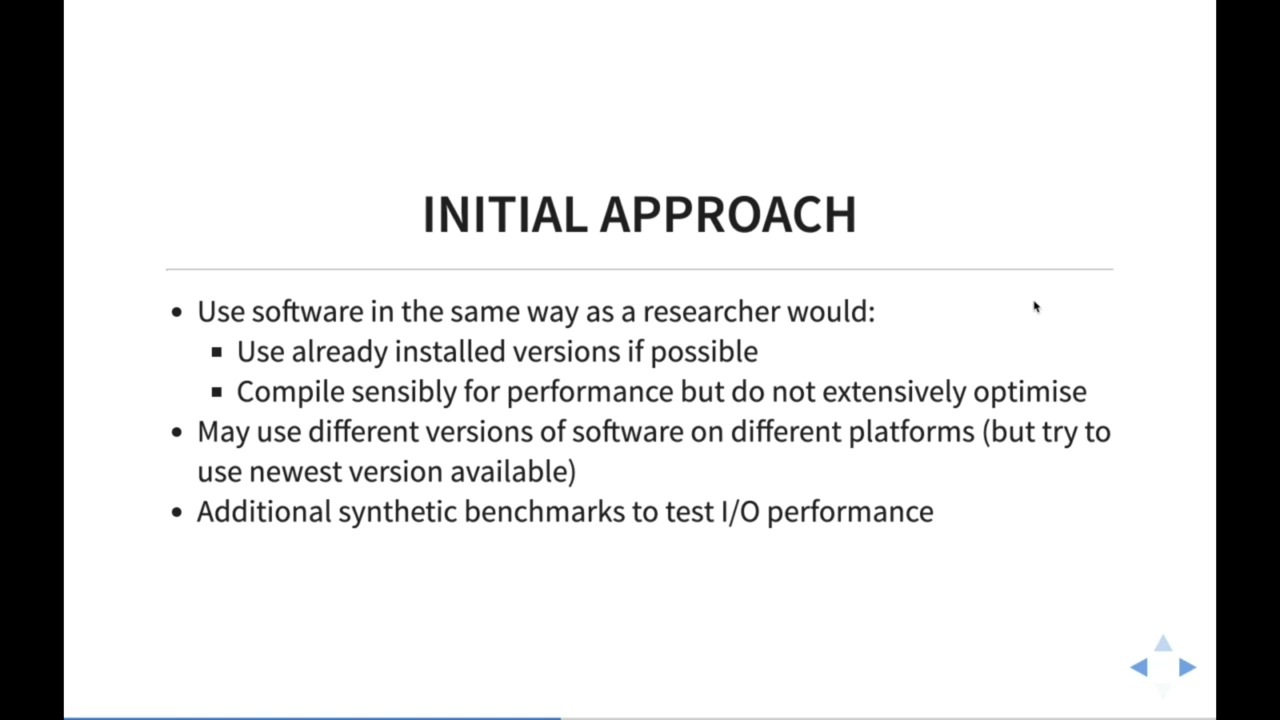 INITIAL APPROACH
• Use software in the same way as a researcher would:
▪ Use already installed versions if possible
▪ Compile sensibly for performance but do not extensively optimise
• May use different versions of software on different platforms (but try to
use newest version available)
• Additional synthetic benchmarks to test I/O performance